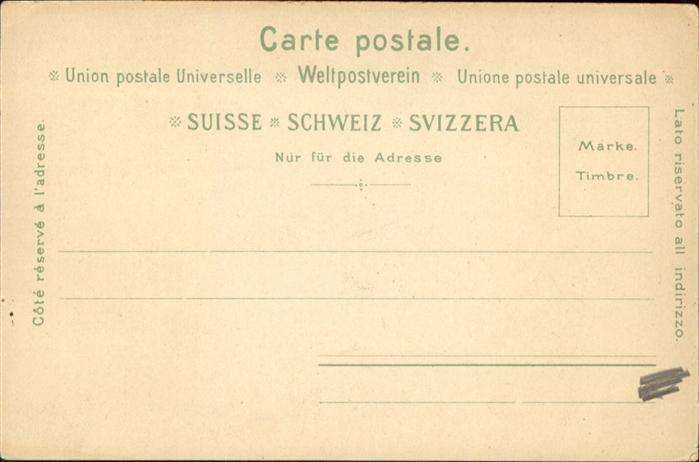 Carte postale.
※ Union postale Universelle ※ Weltpostverein ※ Unione postale universale ※
※ SUISSE ※ SCHWEIZ ※ SVIZZERA
Nur für die Adresse
Marke.
Timbre.
Côté réservé à l'adresse.
Lato riservato all indirizzo.